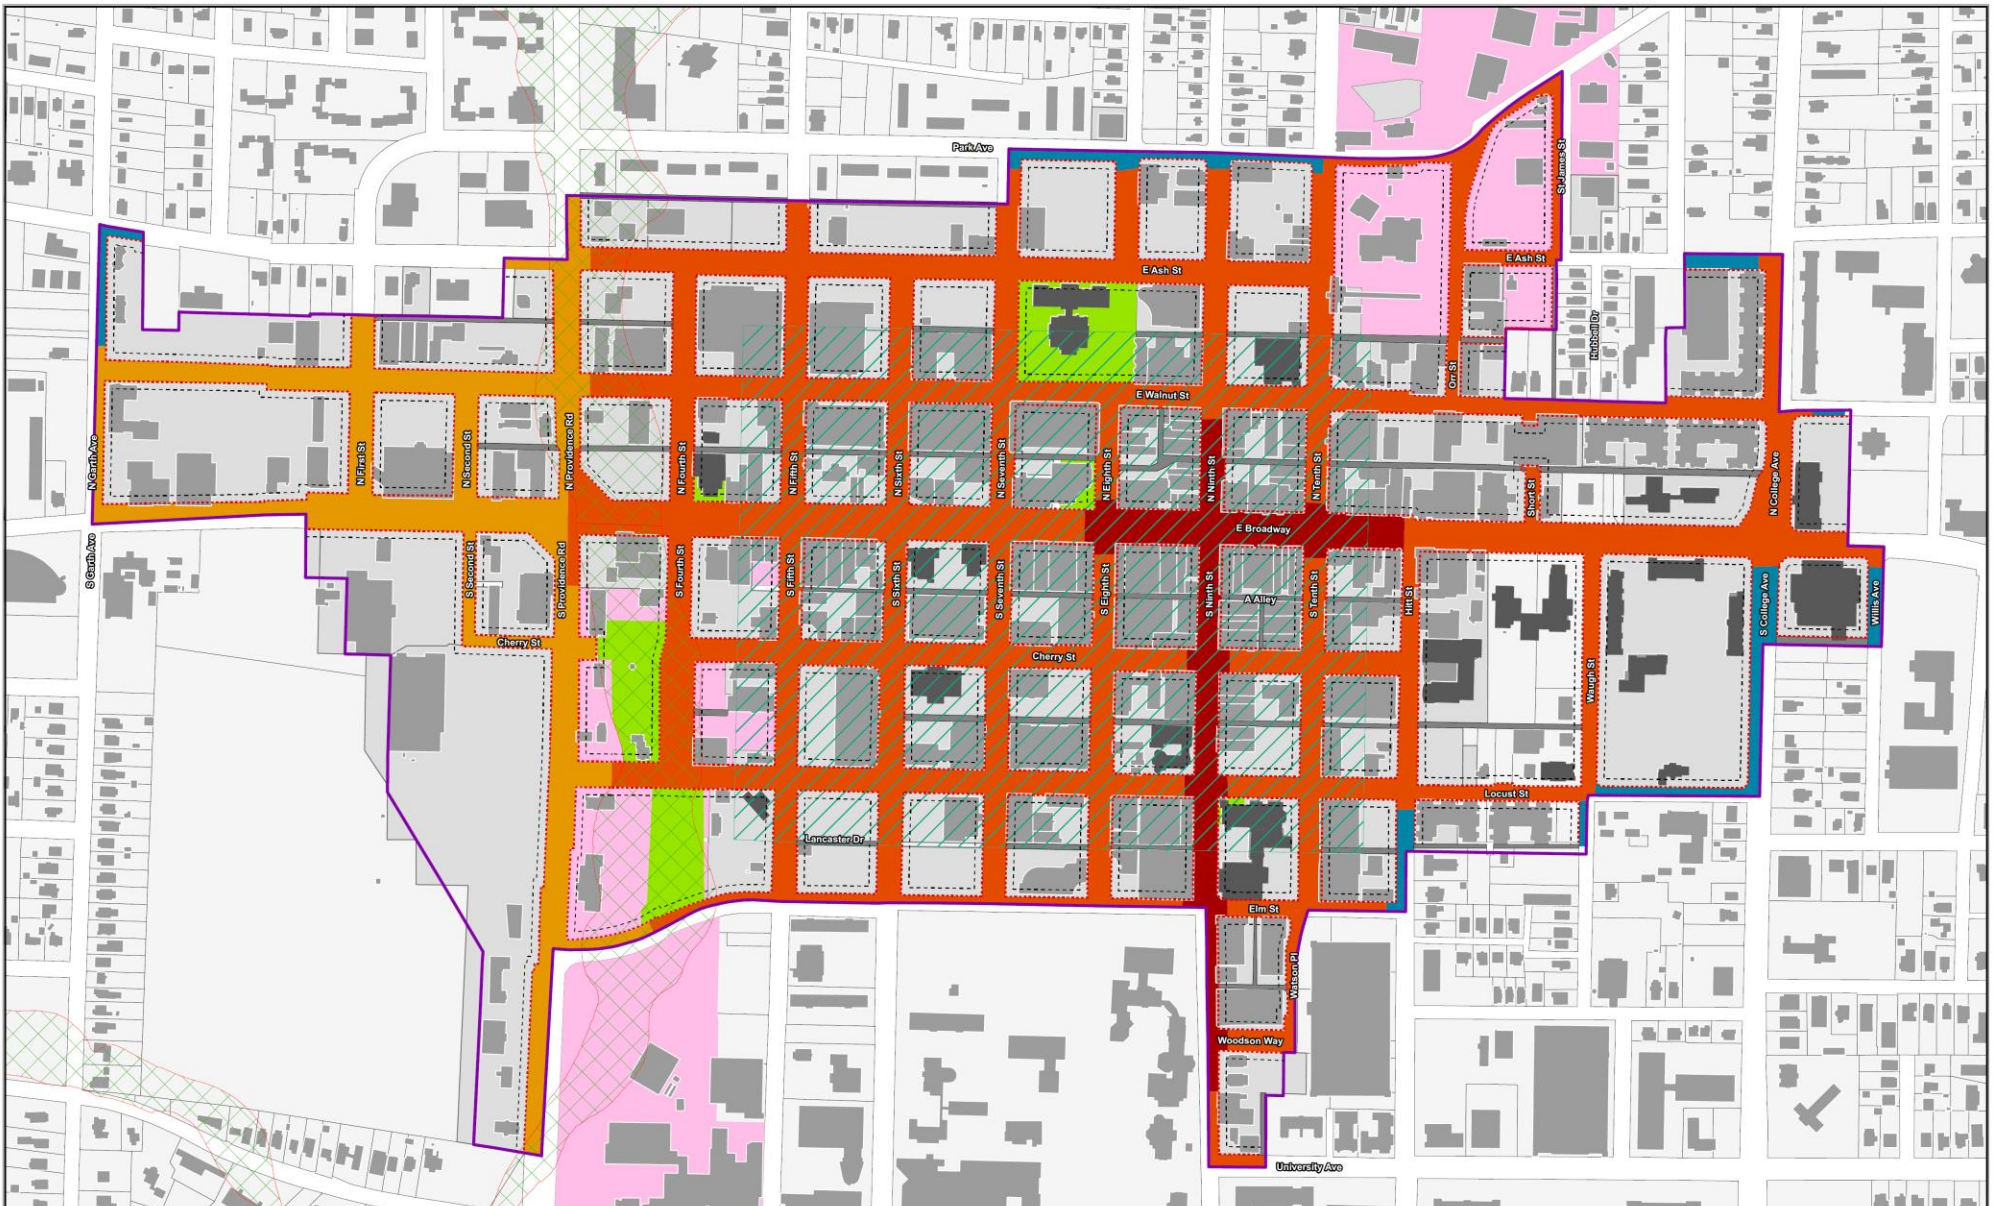 Park Ave
St James St
E Ash St
E Ash St
Hubbell Dr
Orr St
E Walnut St
N Garth Ave
N First St
N Second St
N Providence Rd
N Fourth St
N Fifth St
N Sixth St
N Seventh St
N Eighth St
N Ninth St
N Tenth St
Short St
N College Ave
E Broadway
S Garth Ave
S Second St
S Providence Rd
S Fourth St
S Fifth St
S Sixth St
S Seventh St
S Eighth St
S Ninth St
A Alley
S Tenth St
Hitt St
S College Ave
Willis Ave
Cherry St
Cherry St
Waugh St
Locust St
Lancaster Dr
Elm St
Watson Pl
Woodson Way
University Ave